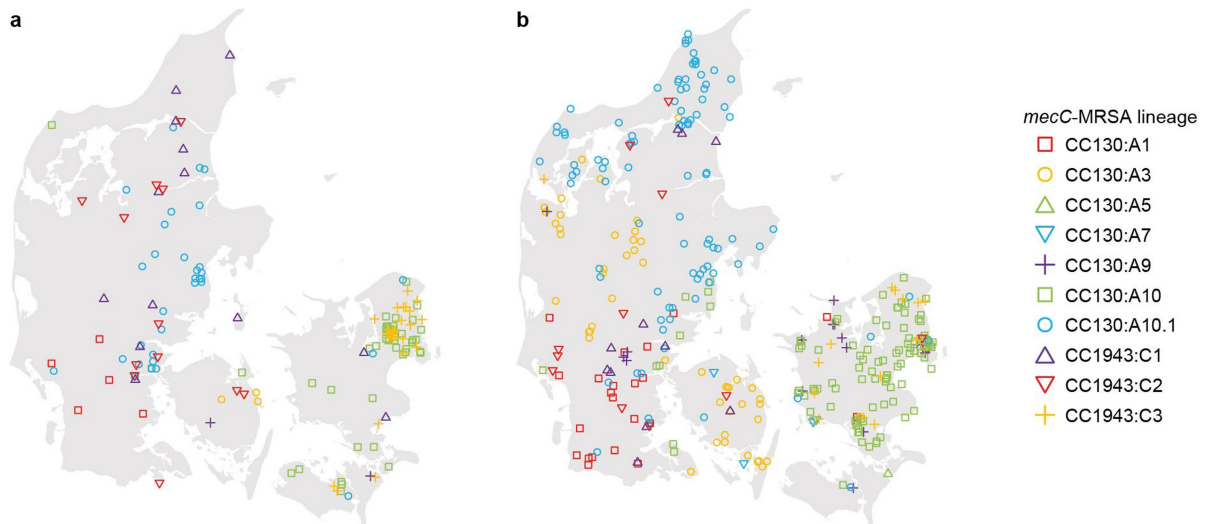 a
b
mecC-MRSA lineage
CC130:A1
CC130:A3
CC130:A5
CC130:A7
CC130:A9
CC130:A10
CC130:A10.1
CC1943:C1
CC1943:C2
CC1943:C3